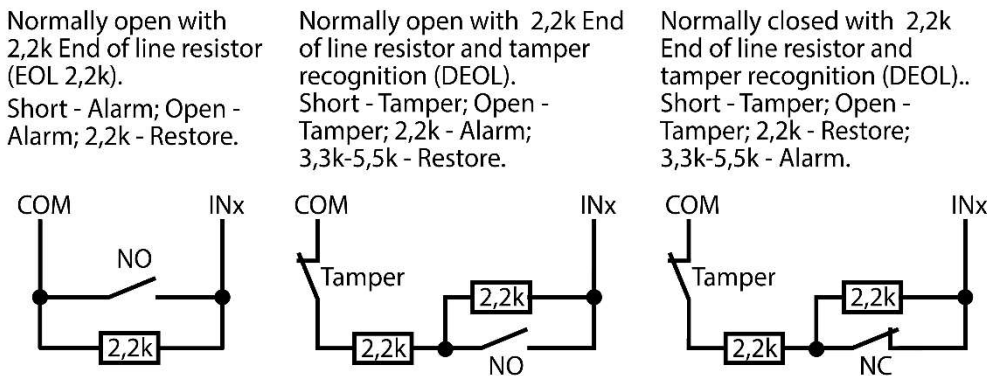 Normally open with
2,2k End of line resistor
(EOL 2,2k).
Short - Alarm; Open -
Alarm; 2,2k - Restore.
Normally open with 2,2k End
of line resistor and tamper
recognition (DEOL).
Short - Tamper; Open -
Tamper; 2,2k - Alarm;
3,3k-5,5k - Restore.
Normally closed with 2,2k
End of line resistor and
tamper recognition (DEOL)..
Short - Tamper; Open -
Tamper; 2,2k - Restore;
3,3k-5,5k - Alarm.
COM
INx
NO
2,2k
COM
INx
Tamper
2,2k
2,2k
NO
COM
INx
Tamper
2,2k
2,2k
NC